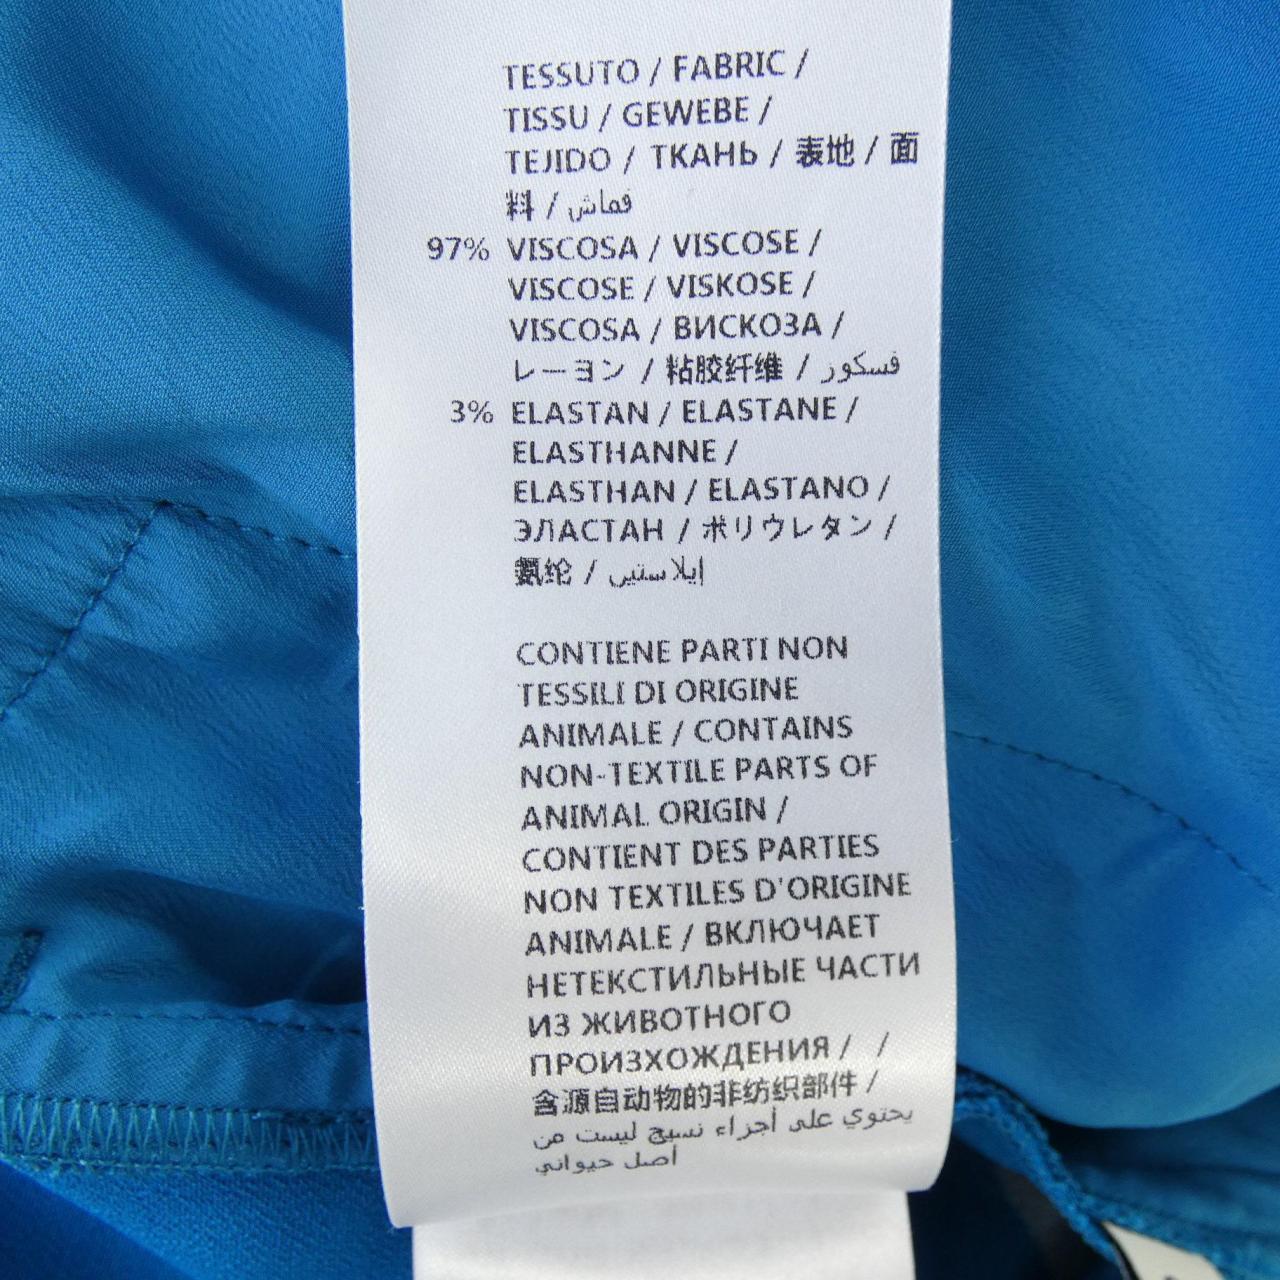 TESSUTO / FABRIC /
TISSU / GEWEBE /
TEJIDO / ТКАНЬ / 表地 / 面
料 / قماش
97% VISCOSA / VISCOSE /
VISCOSE / VISKOSE /
VISCOSA / ВИСКОЗА /
レーヨン / 粘胶纤维 / فسكوز
3% ELASTAN / ELASTANE /
ELASTHANNE /
ELASTHAN / ELASTANO /
ЭЛАСТАН / ポリウレタン /
氨纶 / إيلاستين
CONTIENE PARTI NON
TESSILI DI ORIGINE
ANIMALE / CONTAINS
NON-TEXTILE PARTS OF
ANIMAL ORIGIN /
CONTIENT DES PARTIES
NON TEXTILES D'ORIGINE
ANIMALE / ВКЛЮЧАЕТ
НЕТЕКСТИЛЬНЫЕ ЧАСТИ
ИЗ ЖИВОТНОГО
ПРОИЗХОЖДЕНИЯ / /
含源自动物的非纺织部件 /
يحتوي على أجزاء نسيج ليست من
أصل حيواني